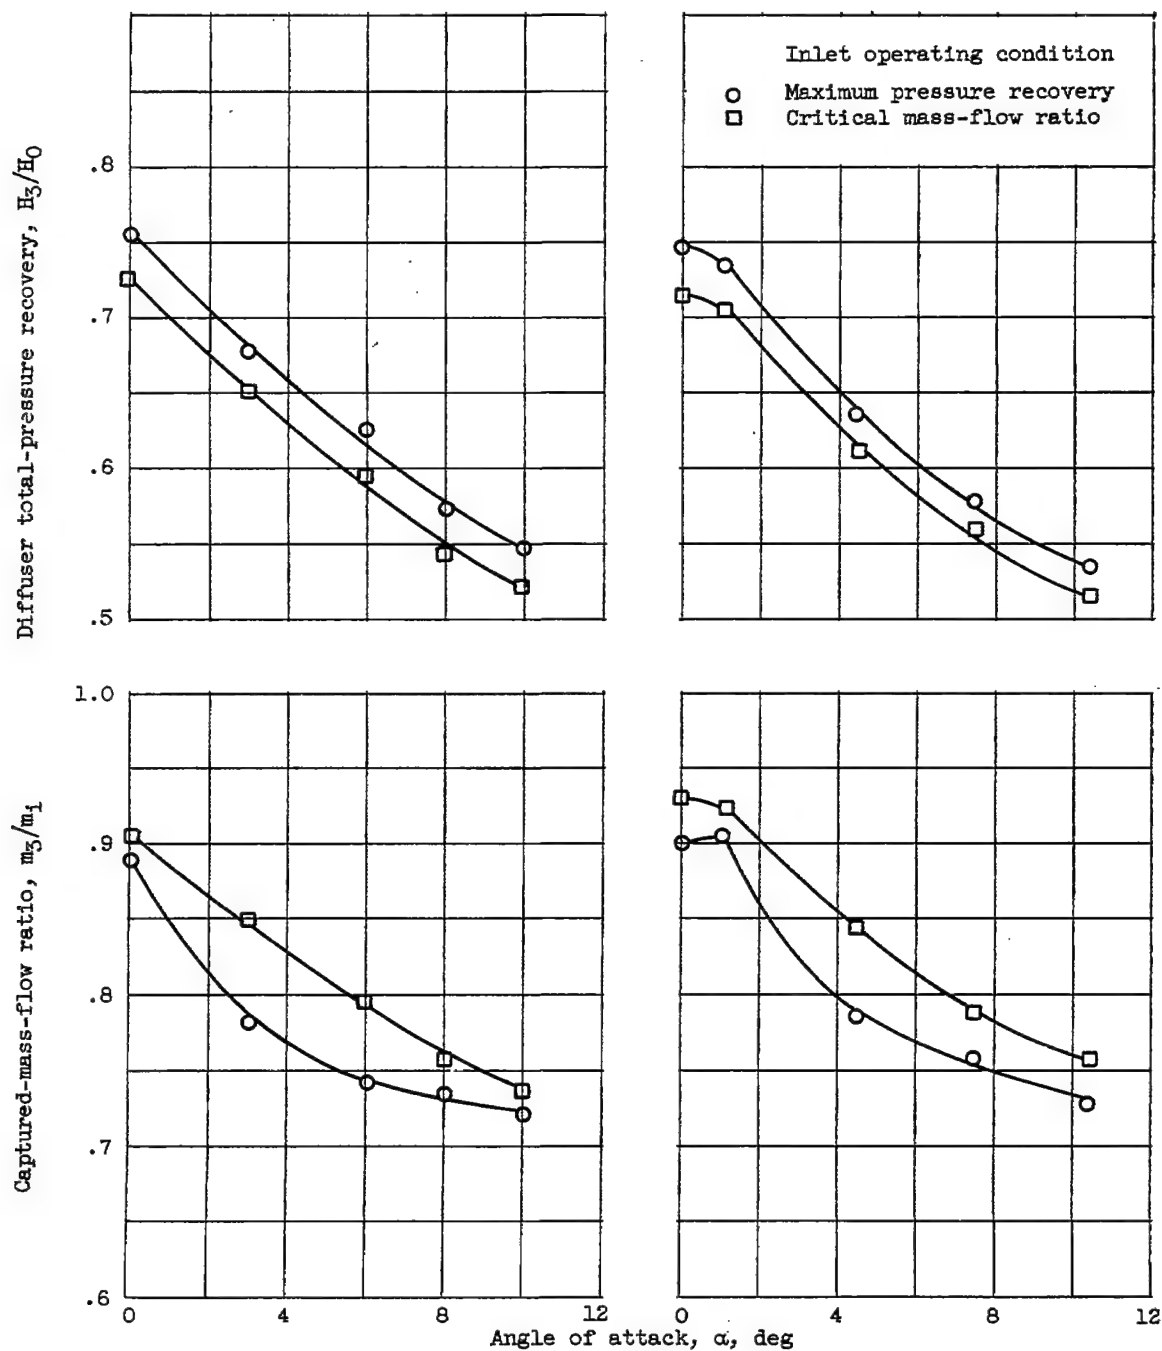 Inlet operating condition
Maximum pressure recovery
Critical mass-flow ratio
Diffuser total-pressure recovery, H3/H0
.8
.7
.6
.5
Captured-mass-flow ratio, m3/mi
1.0
.9
.8
.7
.6
0 4 8 12
0 4 8 12
Angle of attack, α, deg